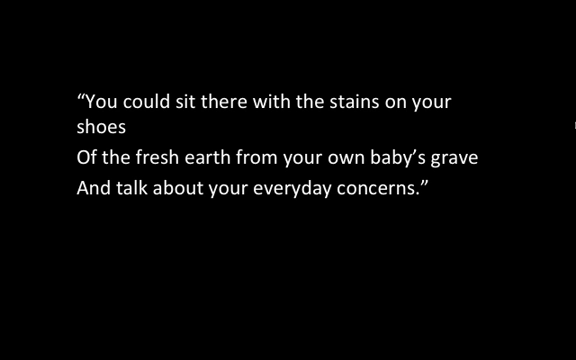 “You could sit there with the stains on your
shoes
Of the fresh earth from your own baby’s grave
And talk about your everyday concerns.”